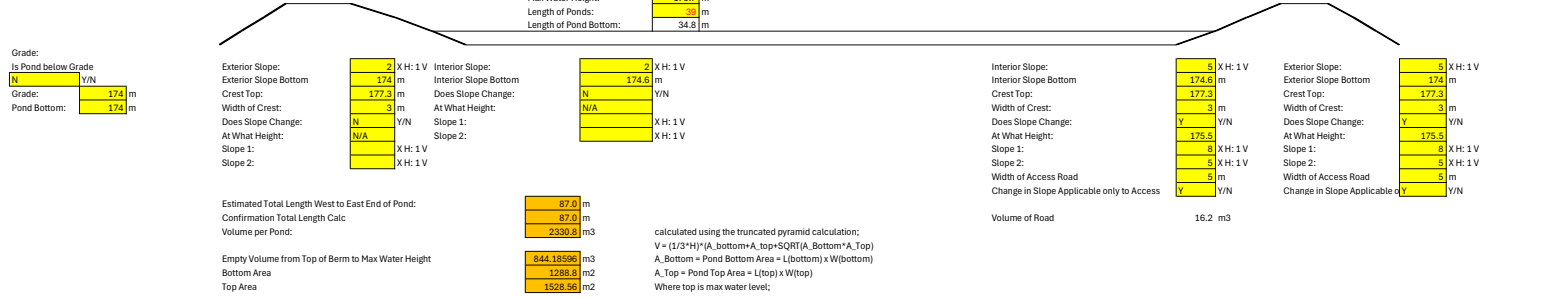 Length of Ponds: 39 m
Length of Pond Bottom: 34.8 m
Grade:
Is Pond below Grade
N Y/N
Grade: 174 m
Pond Bottom: 174 m
Exterior Slope: 2 X H: 1 V
Exterior Slope Bottom 174 m
Crest Top: 177.3 m
Width of Crest: 3 m
Does Slope Change: N Y/N
At What Height: N/A
Slope 1: X H: 1 V
Slope 2: X H: 1 V
Interior Slope: 2 X H: 1 V
Interior Slope Bottom 174.6 m
Does Slope Change: N Y/N
At What Height: N/A
Slope 1: X H: 1 V
Slope 2: X H: 1 V
Interior Slope: 5 X H: 1 V
Interior Slope Bottom 174.6 m
Crest Top: 177.3
Width of Crest: 3 m
Does Slope Change: Y Y/N
At What Height: 175.5
Slope 1: 8 X H: 1 V
Slope 2: 5 X H: 1 V
Width of Access Road 5 m
Change in Slope Applicable only to Access Y Y/N
Volume of Road 16.2 m3
Exterior Slope: 5 X H: 1 V
Exterior Slope Bottom 174 m
Crest Top: 177.3
Width of Crest: 3 m
Does Slope Change: Y Y/N
At What Height: 175.5
Slope 1: 8 X H: 1 V
Slope 2: 5 X H: 1 V
Width of Access Road 5 m
Change in Slope Applicable o Y Y/N
Estimated Total Length West to East End of Pond: 87.0 m
Confirmation Total Length Calc 87.0 m
Volume per Pond: 2330.8 m3 calculated using the truncated pyramid calculation;
V = (1/3*H)*(A_bottom+A_top+SQRT(A_Bottom*A_Top)
Empty Volume from Top of Berm to Max Water Height 844.18596 m3 A_Bottom = Pond Bottom Area = L(bottom) x W(bottom)
Bottom Area 1288.8 m2 A_Top = Pond Top Area = L(top) x W(top)
Top Area 1528.56 m2 Where top is max water level;